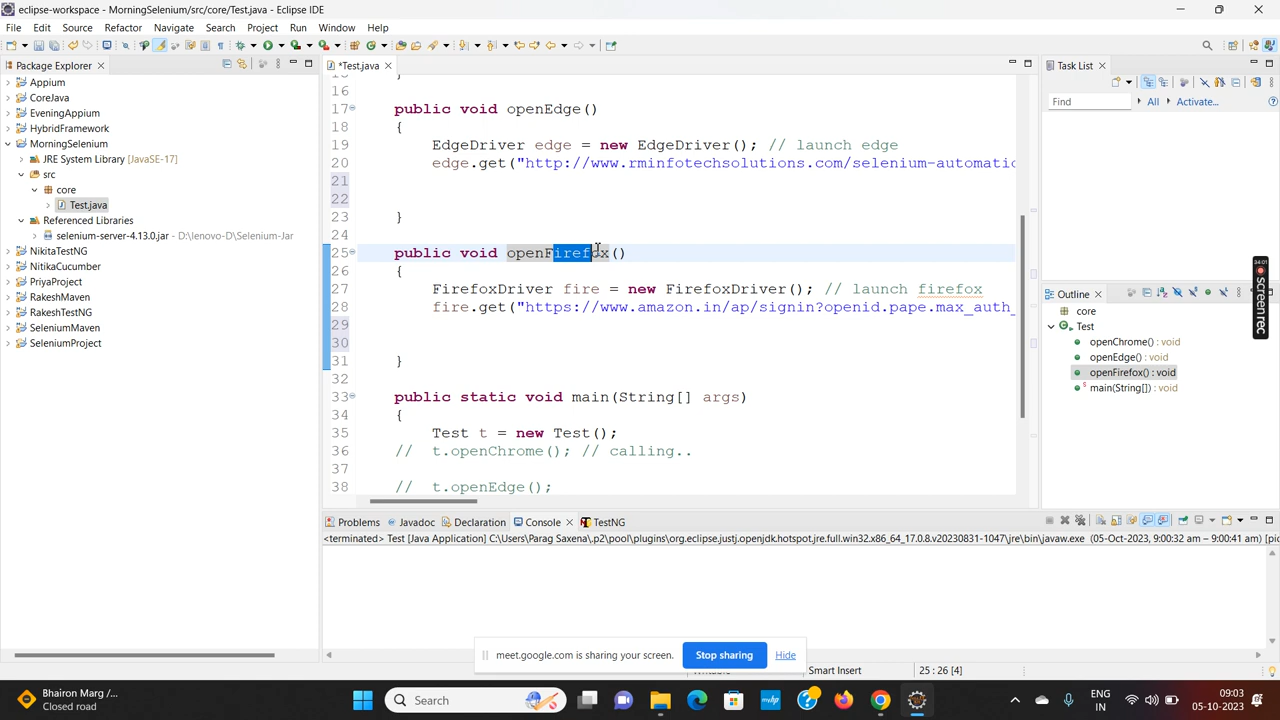 eclipse-workspace - MorningSelenium/src/core/Test.java - Eclipse IDE
File Edit Source Refactor Navigate Search Project Run Window Help
Package Explorer
Appium
CoreJava
EveningAppium
HybridFramework
MorningSelenium
JRE System Library [JavaSE-17]
src
core
Test.java
Referenced Libraries
selenium-server-4.13.0.jar - D:\lenovo-D\Selenium-Jar
NikitaTestNG
NitikaCucumber
PriyaProject
RakeshMaven
RakeshTestNG
SeleniumMaven
SeleniumProject
*Test.java
16
17 public void openEdge()
18 {
19 EdgeDriver edge = new EdgeDriver(); // launch edge
20 edge.get("http://www.rminfotechsolutions.com/selenium-automatic
21
22
23 }
24
25 public void openFirefox()
26 {
27 FirefoxDriver fire = new FirefoxDriver(); // launch firefox
28 fire.get("https://www.amazon.in/ap/signin?openid.pape.max_auth_
29
30
31 }
32
33 public static void main(String[] args)
34 {
35 Test t = new Test();
36 // t.openChrome(); // calling..
37
38 // t.openEdge();
Task List
Find All Activate...
Outline
core
Test
openChrome() : void
openEdge() : void
openFirefox() : void
main(String[]) : void
34:01
screenrec
Problems Javadoc Declaration Console TestNG
<terminated> Test [Java Application] C:\Users\Parag Saxena\.p2\pool\plugins\org.eclipse.justj.openjdk.hotspot.jre.full.win32.x86_64_17.0.8.v20230831-1047\jre\bin\javaw.exe (05-Oct-2023, 9:00:32 am – 9:00:41 am) [pic
meet.google.com is sharing your screen. Stop sharing Hide
Smart Insert 25 : 26 [4]
Bhairon Marg /...
Closed road
Search
ENG
IN
09:03
05-10-2023